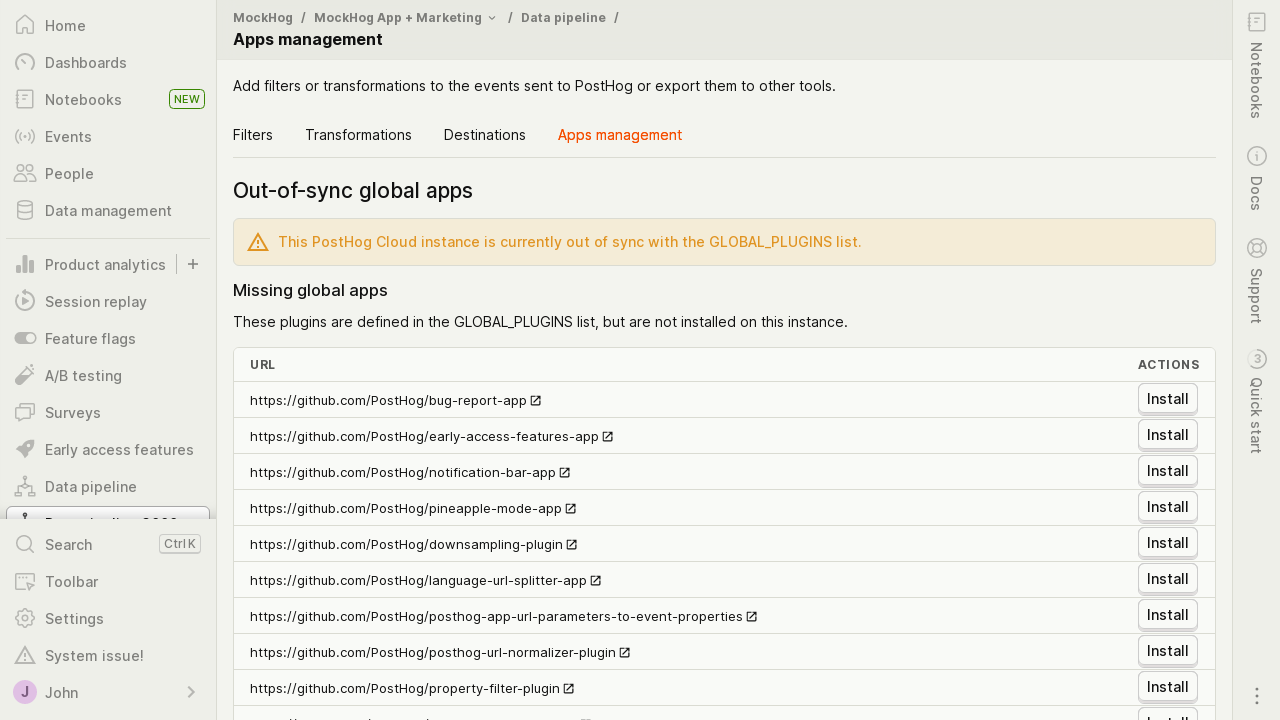 Home
Dashboards
Notebooks NEW
Events
People
Data management
Product analytics
Session replay
Feature flags
A/B testing
Surveys
Early access features
Data pipeline
Search Ctrl K
Toolbar
Settings
System issue!
J John
MockHog / MockHog App + Marketing / Data pipeline /
Apps management
Add filters or transformations to the events sent to PostHog or export them to other tools.
Filters Transformations Destinations Apps management
Out-of-sync global apps
This PostHog Cloud instance is currently out of sync with the GLOBAL_PLUGINS list.
Missing global apps
These plugins are defined in the GLOBAL_PLUGINS list, but are not installed on this instance.
URL ACTIONS
https://github.com/PostHog/bug-report-app Install
https://github.com/PostHog/early-access-features-app Install
https://github.com/PostHog/notification-bar-app Install
https://github.com/PostHog/pineapple-mode-app Install
https://github.com/PostHog/downsampling-plugin Install
https://github.com/PostHog/language-url-splitter-app Install
https://github.com/PostHog/posthog-app-url-parameters-to-event-properties Install
https://github.com/PostHog/posthog-url-normalizer-plugin Install
https://github.com/PostHog/property-filter-plugin Install
Notebooks
Docs
Support
3 Quick start